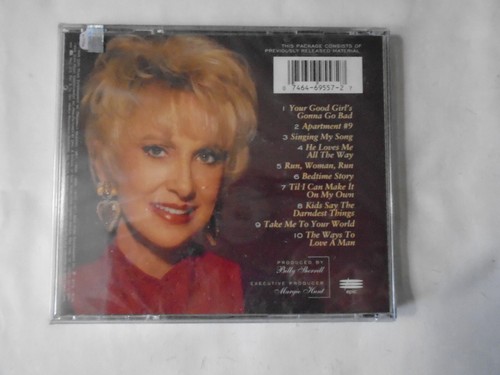 THIS PACKAGE CONSISTS OF
PREVIOUSLY RELEASED MATERIAL
0 7464-69557-2
1 Your Good Girl's
Gonna Go Bad
2 Apartment #9
3 Singing My Song
4 He Loves Me
All The Way
5 Run, Woman, Run
6 Bedtime Story
7 'Til I Can Make It
On My Own
8 Kids Say The
Darndest Things
9 Take Me To Your World
10 The Ways To
Love A Man
PRODUCED BY
Billy Sherrill
EXECUTIVE PRODUCER
Margie Hunt
epic